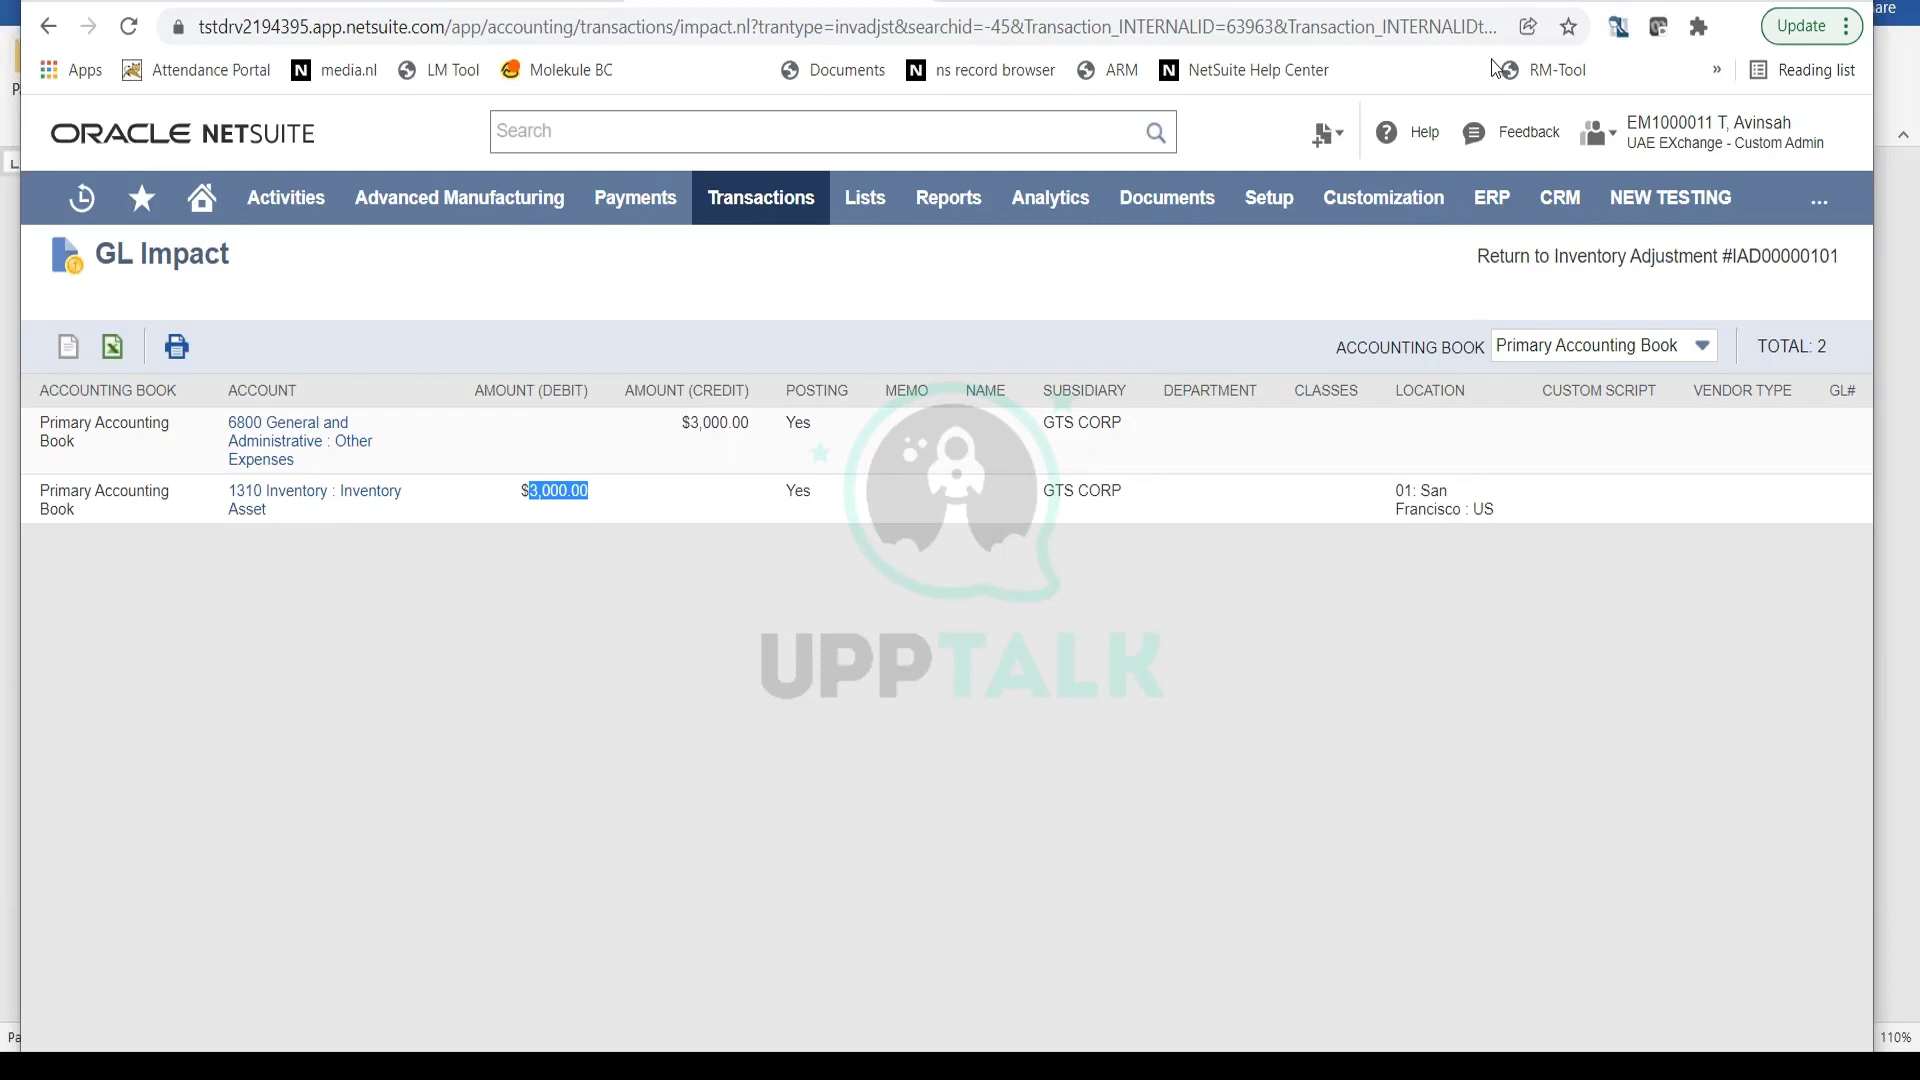 are
tstdrv2194395.app.netsuite.com/app/accounting/transactions/impact.nl?trantype=invadjst&searchid=-45&Transaction_INTERNALID=63963&Transaction_INTERNALIDt...
Update
Apps Attendance Portal N media.nl LM Tool Molekule BC Documents N ns record browser ARM N NetSuite Help Center RM-Tool » Reading list
ORACLE NETSUITE
Search
Help
Feedback
EM1000011 T, Avinsah
UAE EXchange - Custom Admin
Activities Advanced Manufacturing Payments Transactions Lists Reports Analytics Documents Setup Customization ERP CRM NEW TESTING ...
GL Impact
Return to Inventory Adjustment #IAD00000101
ACCOUNTING BOOK Primary Accounting Book TOTAL: 2
ACCOUNTING BOOK ACCOUNT AMOUNT (DEBIT) AMOUNT (CREDIT) POSTING MEMO NAME SUBSIDIARY DEPARTMENT CLASSES LOCATION CUSTOM SCRIPT VENDOR TYPE GL#
Primary Accounting 6800 General and $3,000.00 Yes GTS CORP
Book Administrative : Other
Expenses
Primary Accounting 1310 Inventory : Inventory $3,000.00 Yes GTS CORP 01: San
Book Asset Francisco : US
UPPTALK
Pa
110%